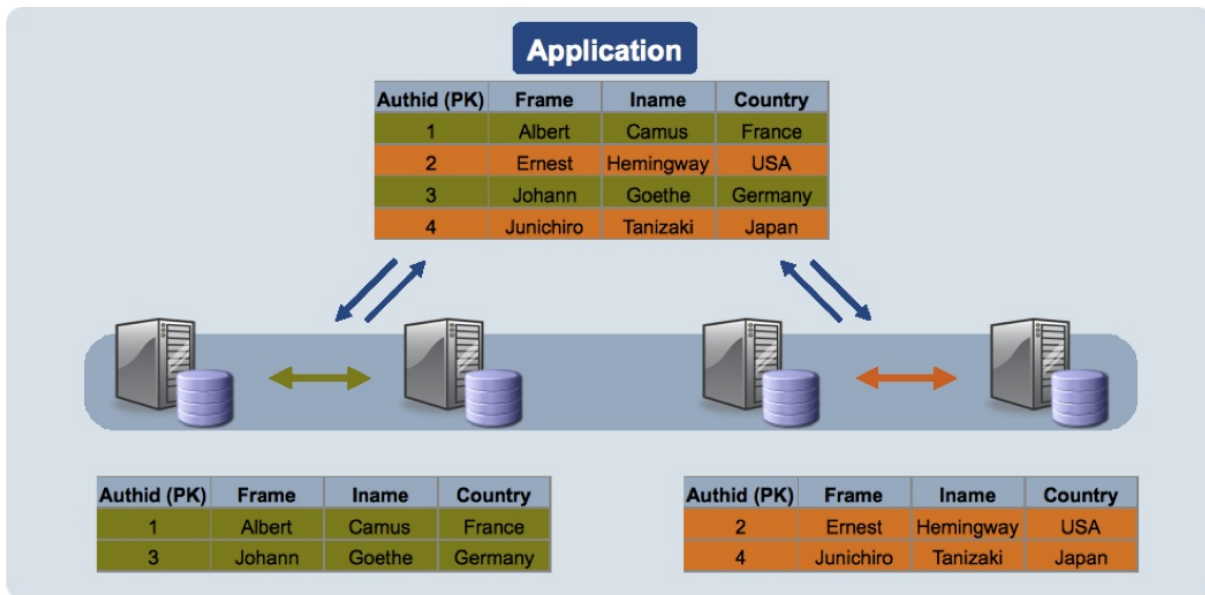 Application
Authid (PK) Frame Iname Country
1 Albert Camus France
2 Ernest Hemingway USA
3 Johann Goethe Germany
4 Junichiro Tanizaki Japan
Authid (PK) Frame Iname Country
1 Albert Camus France
3 Johann Goethe Germany
Authid (PK) Frame Iname Country
2 Ernest Hemingway USA
4 Junichiro Tanizaki Japan